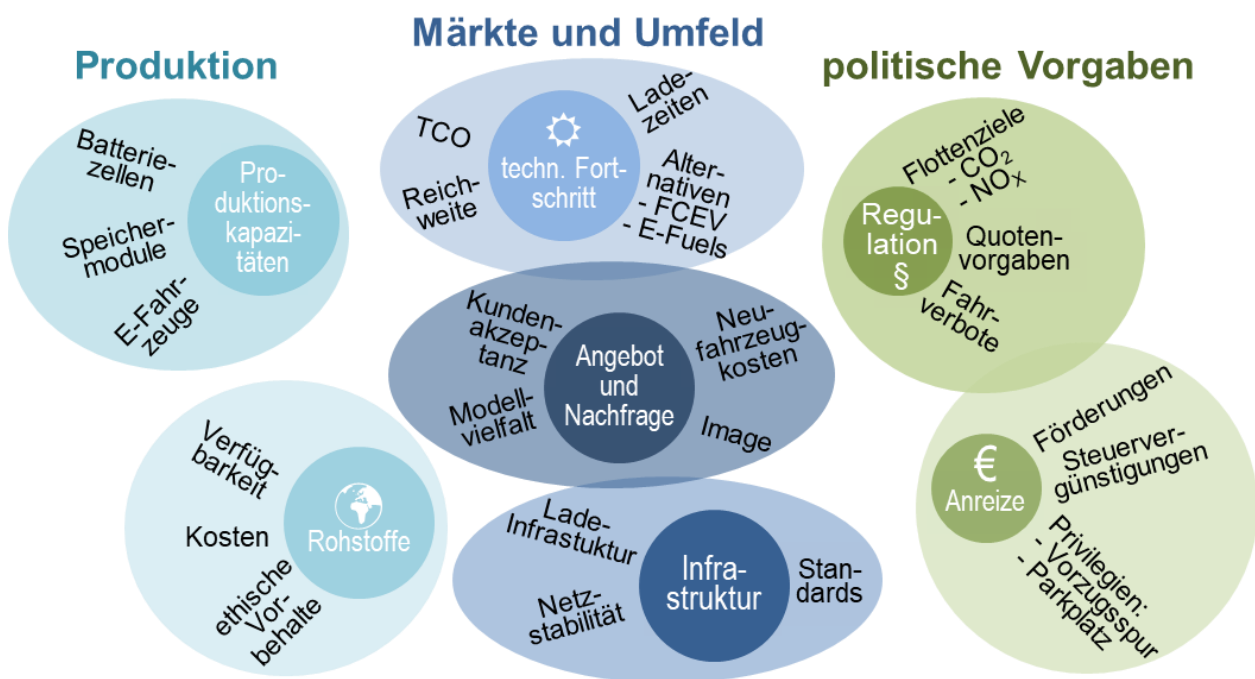 Produktion
Batterie-
zellen
Speicher-
module
E-Fahr-
zeuge
Pro-
duktions-
kapazi-
täten
Verfüg-
barkeit
Kosten
ethische
Vor-
behalte
Rohstoffe
Märkte und Umfeld
TCO
Reich-
weite
techn. Fort-
schritt
Lade-
zeiten
Alter-
nativen
- FCEV
- E-Fuels
Kunden-
akzep-
tanz
Modell-
vielfalt
Angebot
und
Nachfrage
Neu-
fahrzeug-
kosten
Image
Lade-
Infrastuktur
Netz-
stabilität
Infra-
struktur
Stan-
dards
politische Vorgaben
Regu-
lation
§
Flottenziele
- CO₂
- NOₓ
Quoten-
vorgaben
Fahr-
verbote
€
Anreize
Förderungen
Steuerver-
günstigungen
Privilegien:
- Vorzugsspur
- Parkplatz